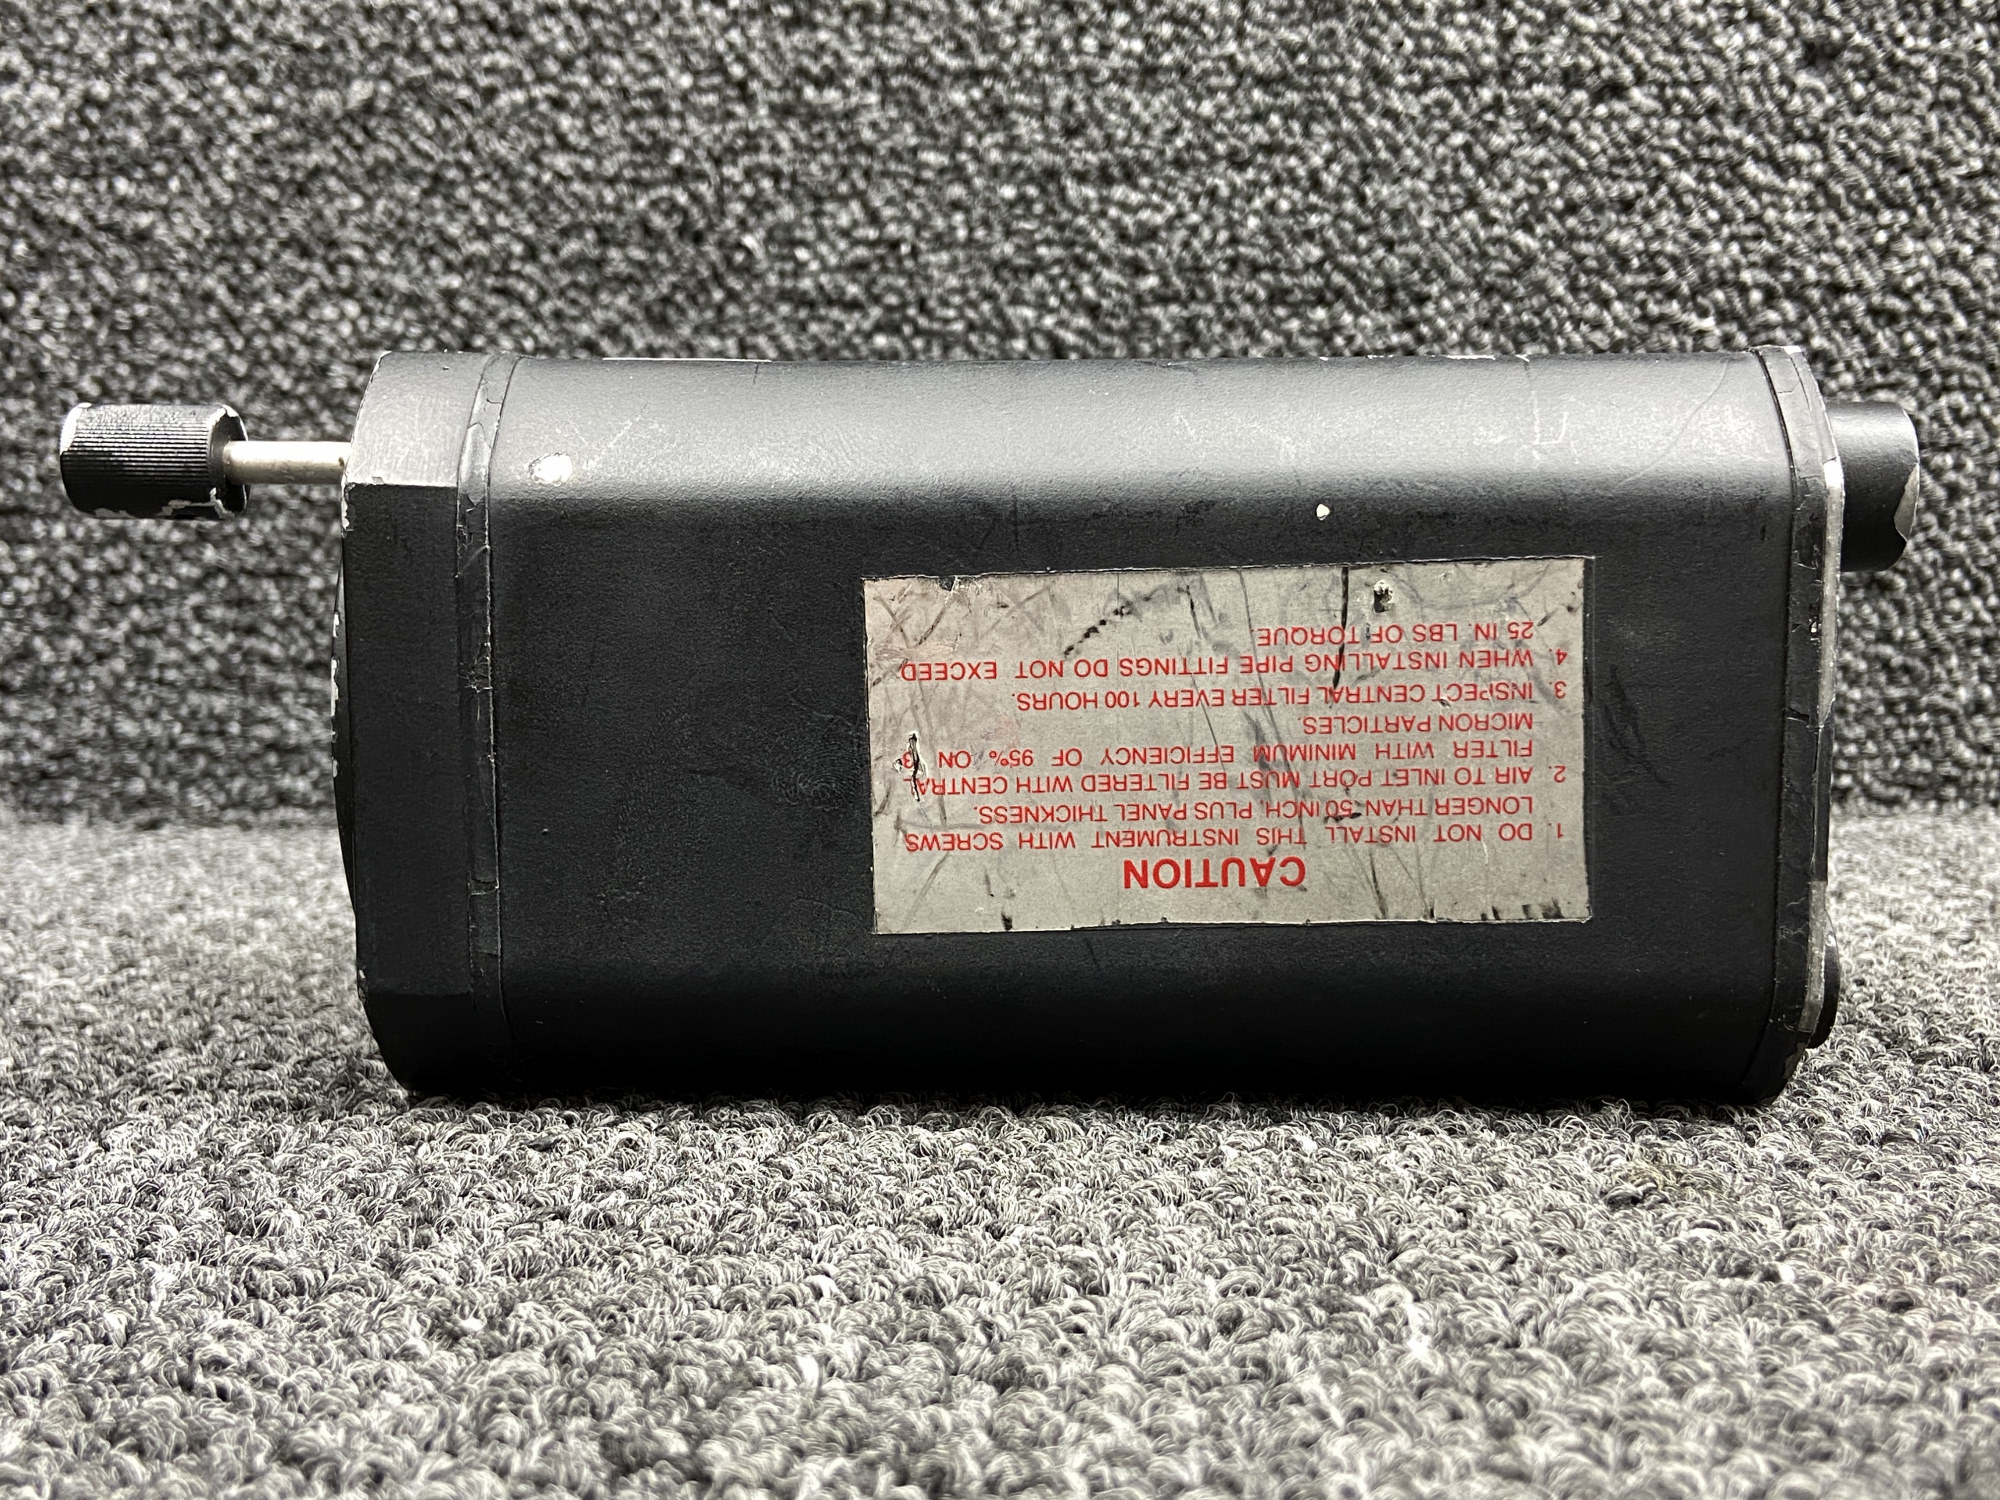 CAUTION
1. DO NOT INSTALL THIS INSTRUMENT WITH SCREWS
LONGER THAN .50 INCH, PLUS PANEL THICKNESS.
2. AIR TO INLET PORT MUST BE FILTERED WITH CENTRAL
FILTER WITH MINIMUM EFFICIENCY OF 95% ON .3
MICRON PARTICLES.
3. INSPECT CENTRAL FILTER EVERY 100 HOURS.
4. WHEN INSTALLING PIPE FITTINGS DO NOT EXCEED
25 IN. LBS OF TORQUE